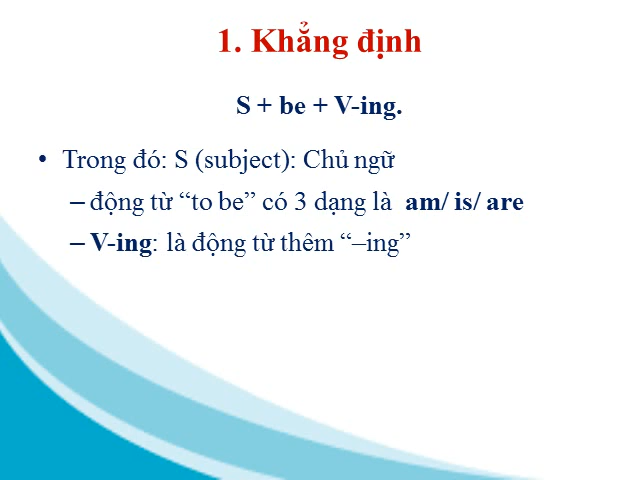 1. Khẳng định
S + be + V-ing.
• Trong đó: S (subject): Chủ ngữ
– động từ “to be” có 3 dạng là am/ is/ are
– V-ing: là động từ thêm “–ing”